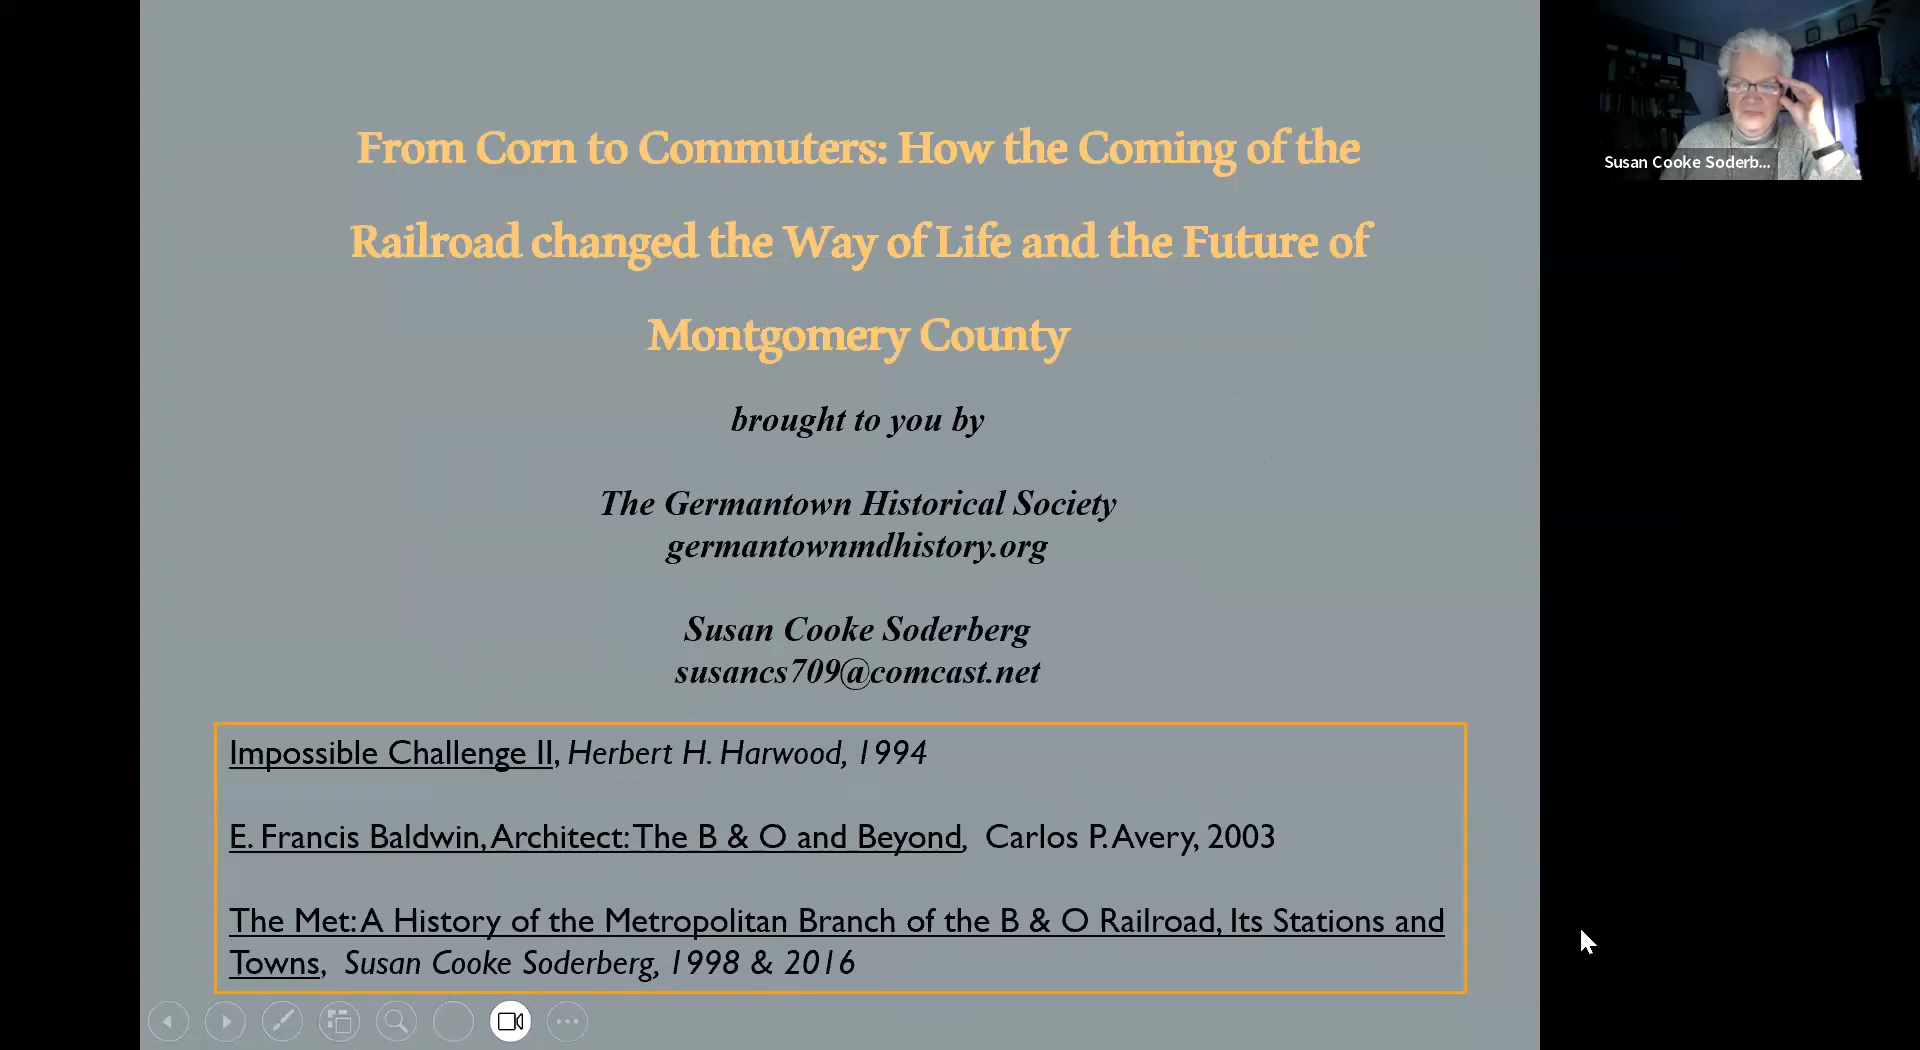 From Corn to Commuters: How the Coming of the
Railroad changed the Way of Life and the Future of
Montgomery County
brought to you by
The Germantown Historical Society
germantownmdhistory.org
Susan Cooke Soderberg
susancs709@comcast.net
Impossible Challenge II, Herbert H. Harwood, 1994
E. Francis Baldwin, Architect: The B & O and Beyond, Carlos P. Avery, 2003
The Met: A History of the Metropolitan Branch of the B & O Railroad, Its Stations and
Towns, Susan Cooke Soderberg, 1998 & 2016
Susan Cooke Soderb...